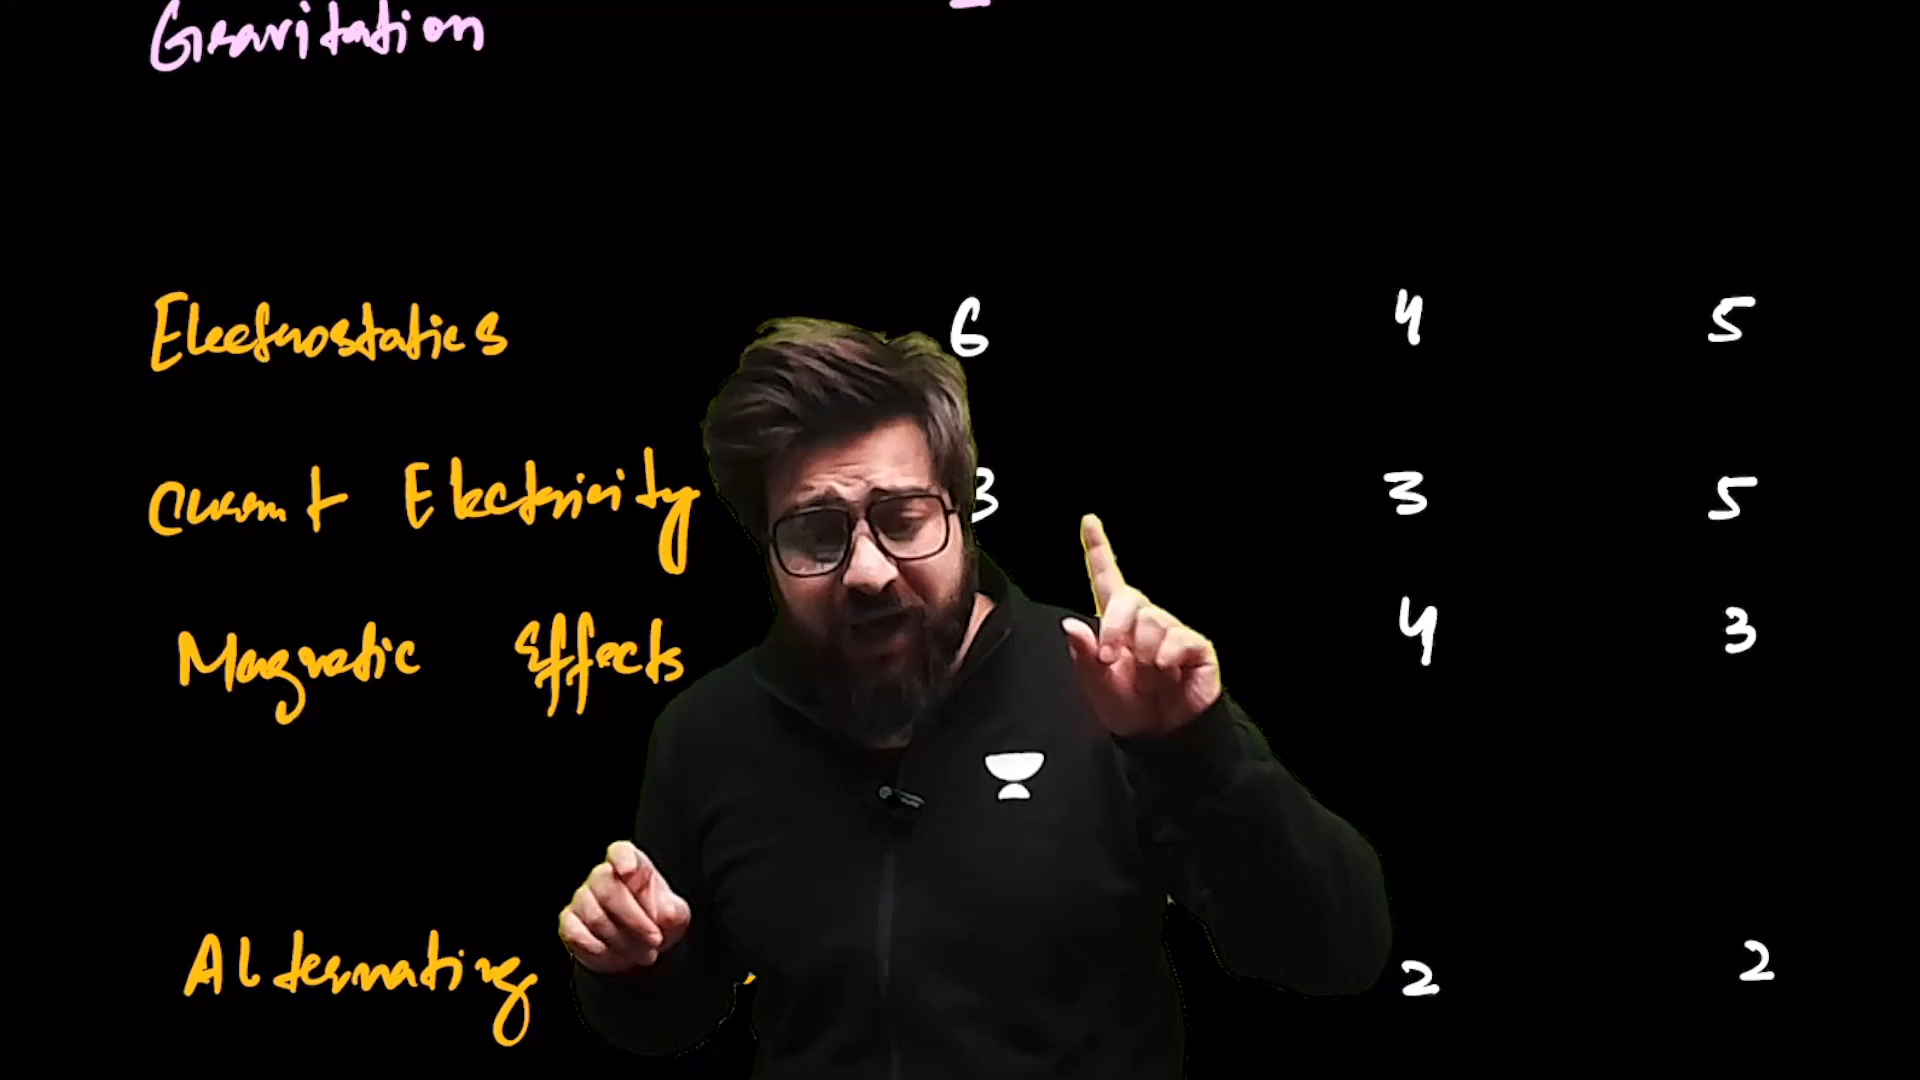 Gravitation
Electrostatics 6 4 5
Current Electricity 3 3 5
Magnetic Effects 4 3
Alternating 2 2